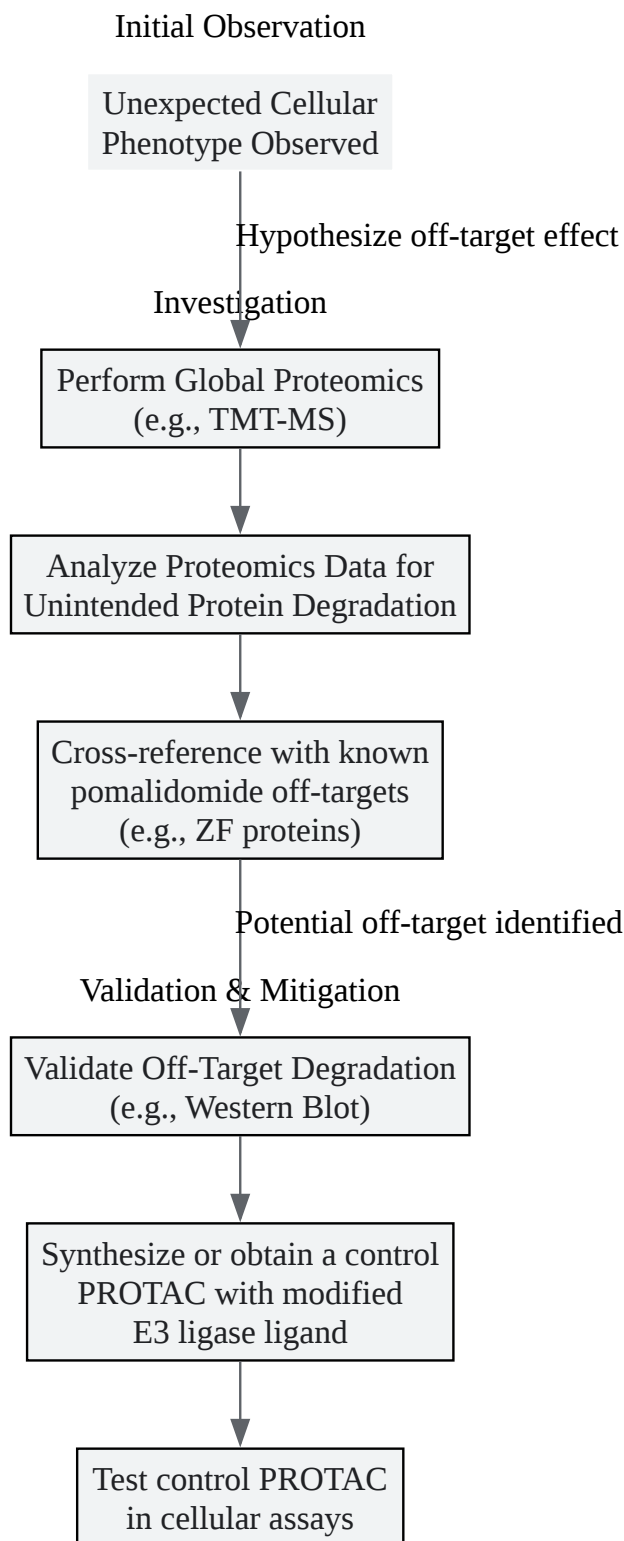 Initial Observation
Unexpected Cellular
Phenotype Observed
Hypothesize off-target effect
Investigation
Perform Global Proteomics
(e.g., TMT-MS)
Analyze Proteomics Data for
Unintended Protein Degradation
Cross-reference with known
pomalidomide off-targets
(e.g., ZF proteins)
Potential off-target identified
Validation & Mitigation
Validate Off-Target Degradation
(e.g., Western Blot)
Synthesize or obtain a control
PROTAC with modified
E3 ligase ligand
Test control PROTAC
in cellular assays